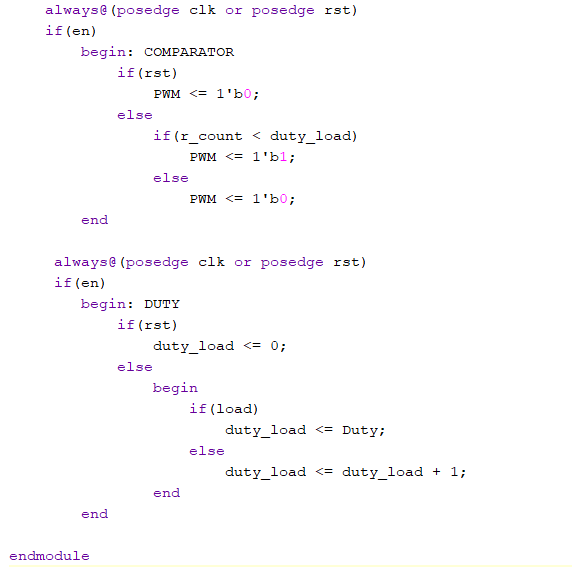 always@(posedge clk or posedge rst)
if(en)
begin: COMPARATOR
if(rst)
PWM <= 1'b0;
else
if(r_count < duty_load)
PWM <= 1'b1;
else
PWM <= 1'b0;
end
always@(posedge clk or posedge rst)
if(en)
begin: DUTY
if(rst)
duty_load <= 0;
else
begin
if(load)
duty_load <= Duty;
else
duty_load <= duty_load + 1;
end
end
endmodule